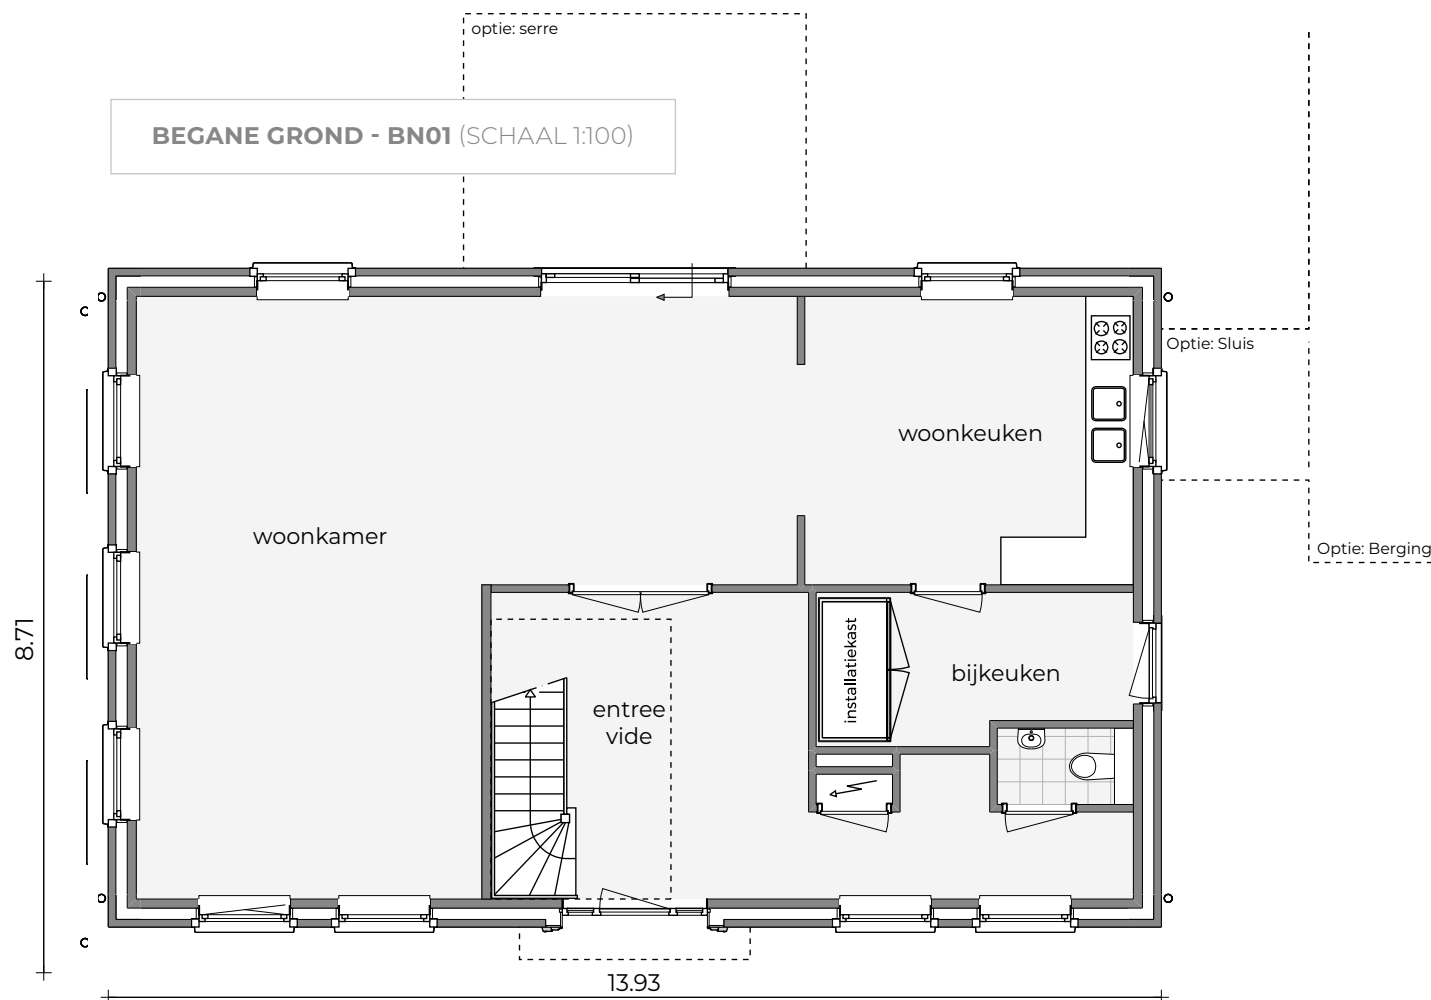 optie: serre
BEGANE GROND - BN01 (SCHAAL 1:100)
Optie: Sluis
woonkeuken
woonkamer
Optie: Berging
8.71
installatiekast
bijkeuken
entree
vide
13.93